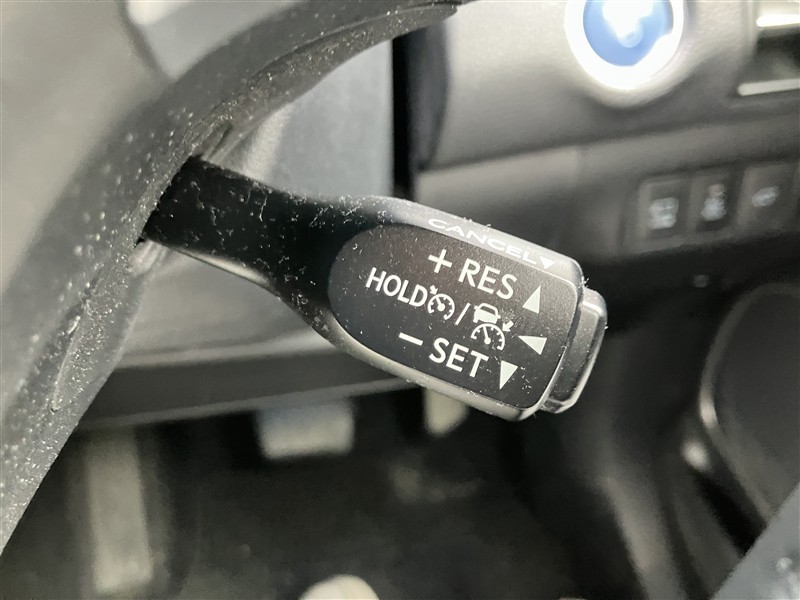 CANCEL▼
+ RES ▲
HOLD / ◀
− SET ▼